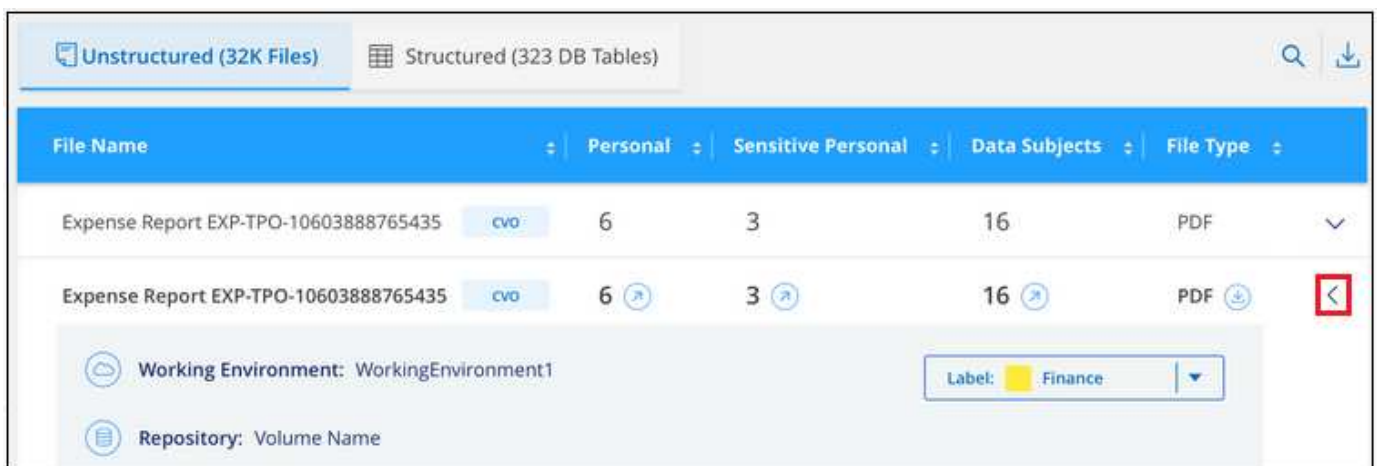 Unstructured (32K Files) Structured (323 DB Tables)
File Name Personal Sensitive Personal Data Subjects File Type
Expense Report EXP-TPO-10603888765435 CVO 6 3 16 PDF
Expense Report EXP-TPO-10603888765435 CVO 6 3 16 PDF
Working Environment: WorkingEnvironment1 Label: Finance
Repository: Volume Name